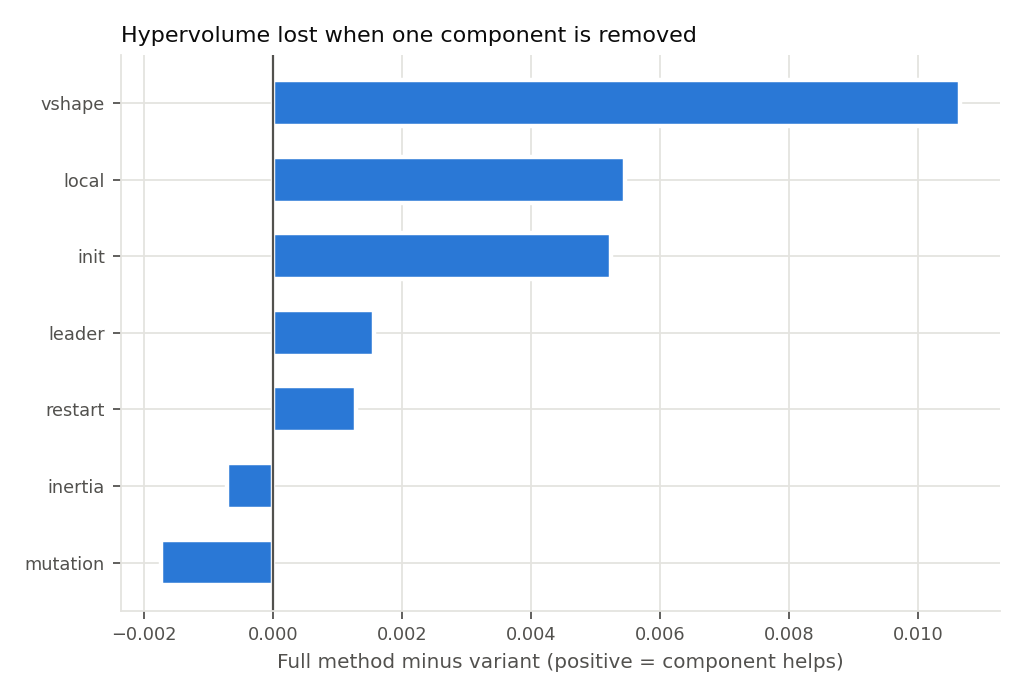 Hypervolume lost when one component is removed
vshape
local
init
leader
restart
inertia
mutation
−0.002 0.000 0.002 0.004 0.006 0.008 0.010
Full method minus variant (positive = component helps)